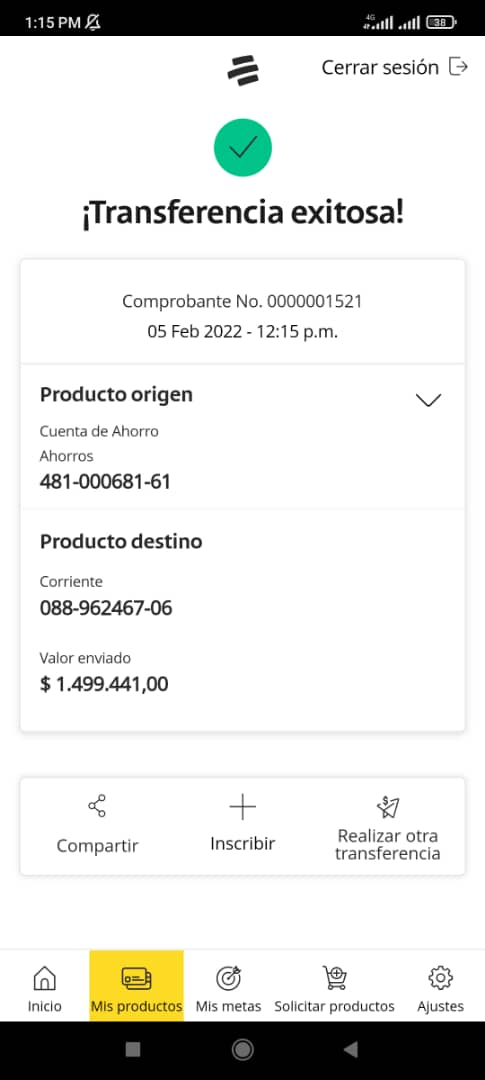 1:15 PM
4G
38
Cerrar sesión
¡Transferencia exitosa!
Comprobante No. 0000001521
05 Feb 2022 - 12:15 p.m.
Producto origen
Cuenta de Ahorro
Ahorros
481-000681-61
Producto destino
Corriente
088-962467-06
Valor enviado
$ 1.499.441,00
Compartir
Inscribir
Realizar otra
transferencia
Inicio
Mis productos
Mis metas
Solicitar productos
Ajustes